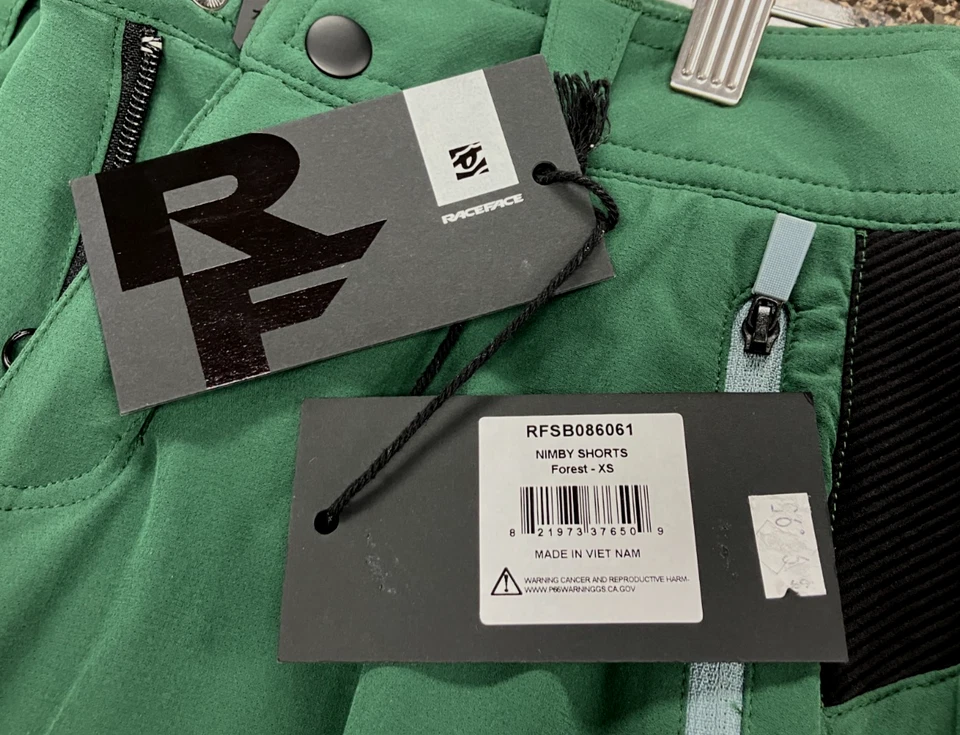 RF
RACEFACE
RFSB086061
NIMBY SHORTS
Forest - XS
8 21973 37650 9
MADE IN VIET NAM
WARNING CANCER AND REPRODUCTIVE HARM-
WWW.P66WARNINGGS.CA.GOV